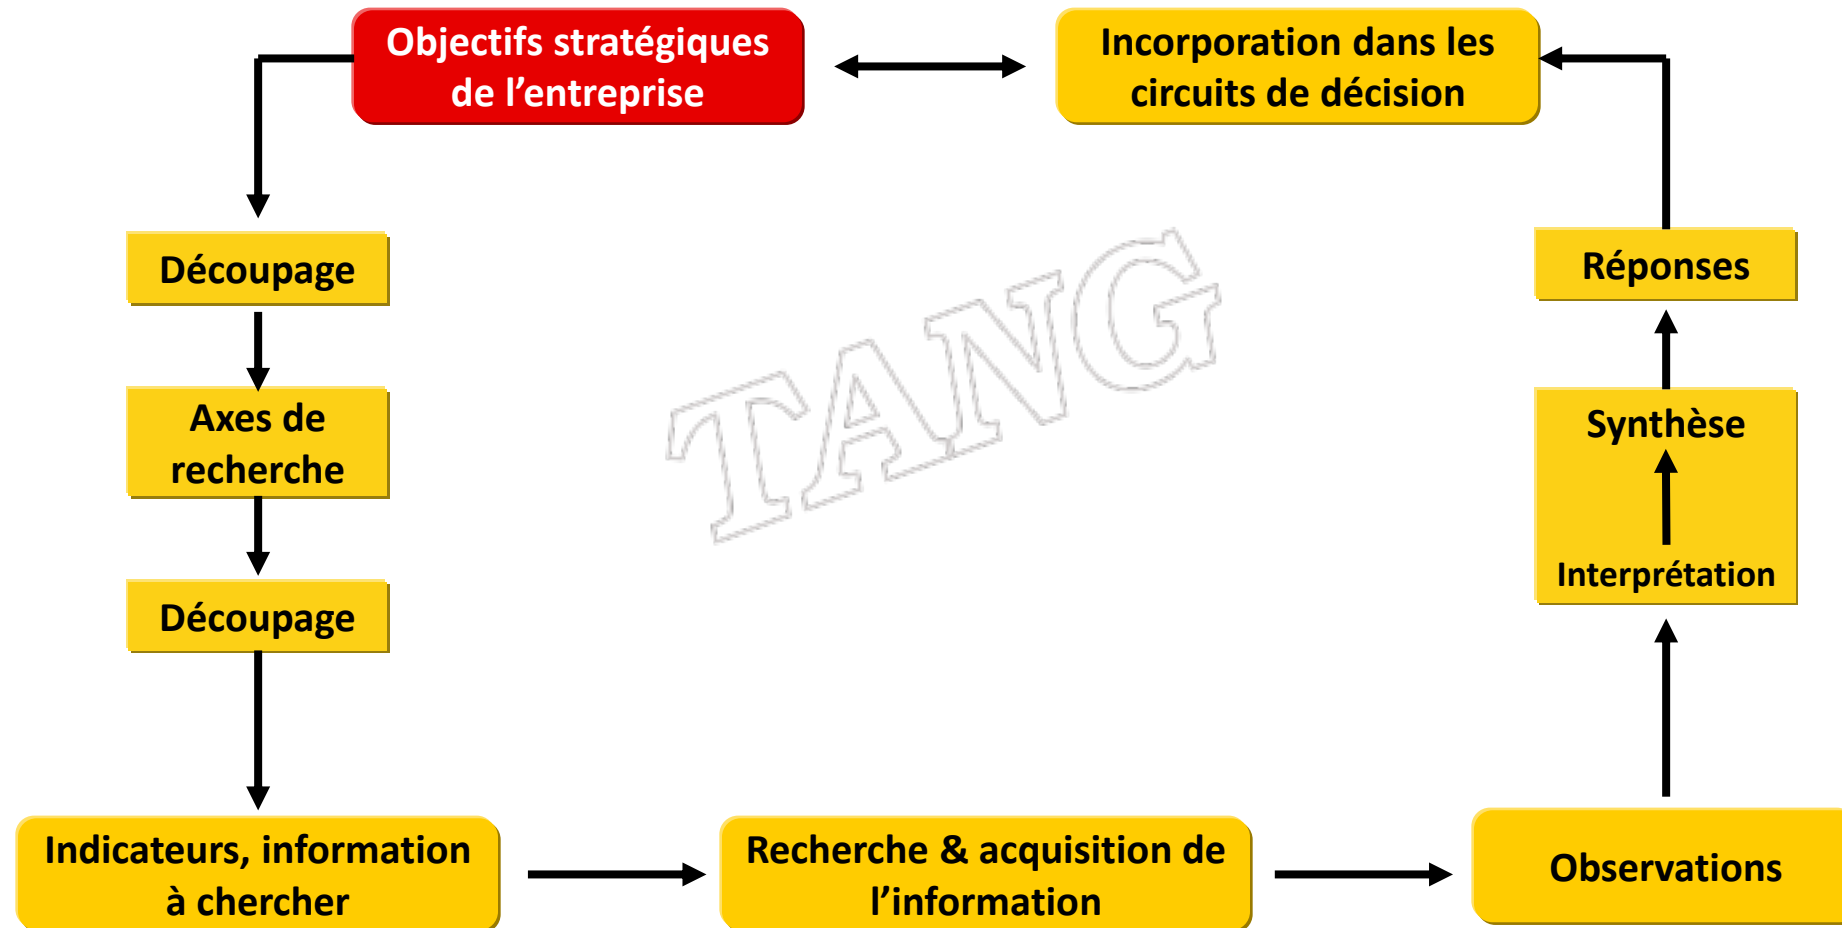 Objectifs stratégiques
de l’entreprise
Incorporation dans les
circuits de décision
Découpage
Réponses
Axes de
recherche
Synthèse
Interprétation
Découpage
TANG
Indicateurs, information
à chercher
Recherche & acquisition de
l’information
Observations